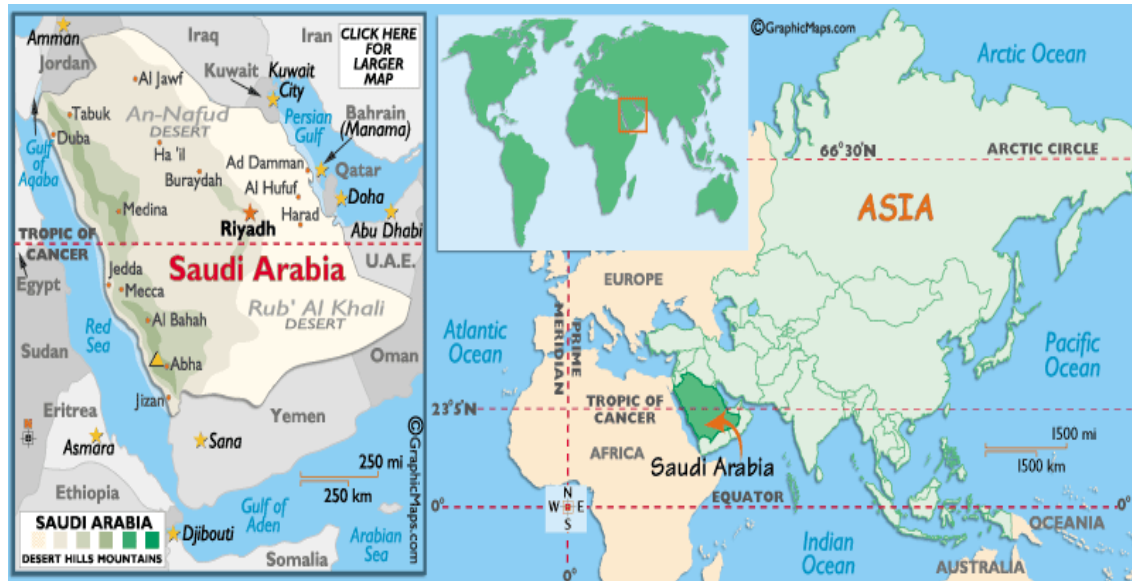 Amman
Iraq
Iran
CLICK HERE
FOR
LARGER
MAP
Jordan
Kuwait
Kuwait
City
Al Jawf
An-Nafud
DESERT
Persian
Gulf
Bahrain
(Manama)
Tabuk
Duba
Gulf
of
Aqaba
Ha 'il
Buraydah
Ad Damman
Qatar
Al Hufuf
Doha
Medina
Riyadh
Harad
Abu Dhabi
TROPIC OF
CANCER
Saudi Arabia
U.A.E.
Egypt
Jedda
Mecca
Rub' Al Khali
DESERT
Red
Sea
Al Bahah
Sudan
Abha
Oman
Jizan
Eritrea
Yemen
Asmara
Sana
250 mi
250 km
Ethiopia
Gulf of
Aden
Djibouti
Arabian
Sea
Somalia
SAUDI ARABIA
DESERT HILLS MOUNTAINS
©GraphicMaps.com
©GraphicMaps.com
Arctic Ocean
66°30'N
ARCTIC CIRCLE
ASIA
EUROPE
Atlantic
Ocean
PRIME
MERIDIAN
Pacific
Ocean
23°5'
TROPIC OF
CANCER
AFRICA
Saudi Arabia
1500 mi
1500 km
EQUATOR
N
W E
S
0°
0°
OCEANIA
Indian
Ocean
AUSTRALIA
0°